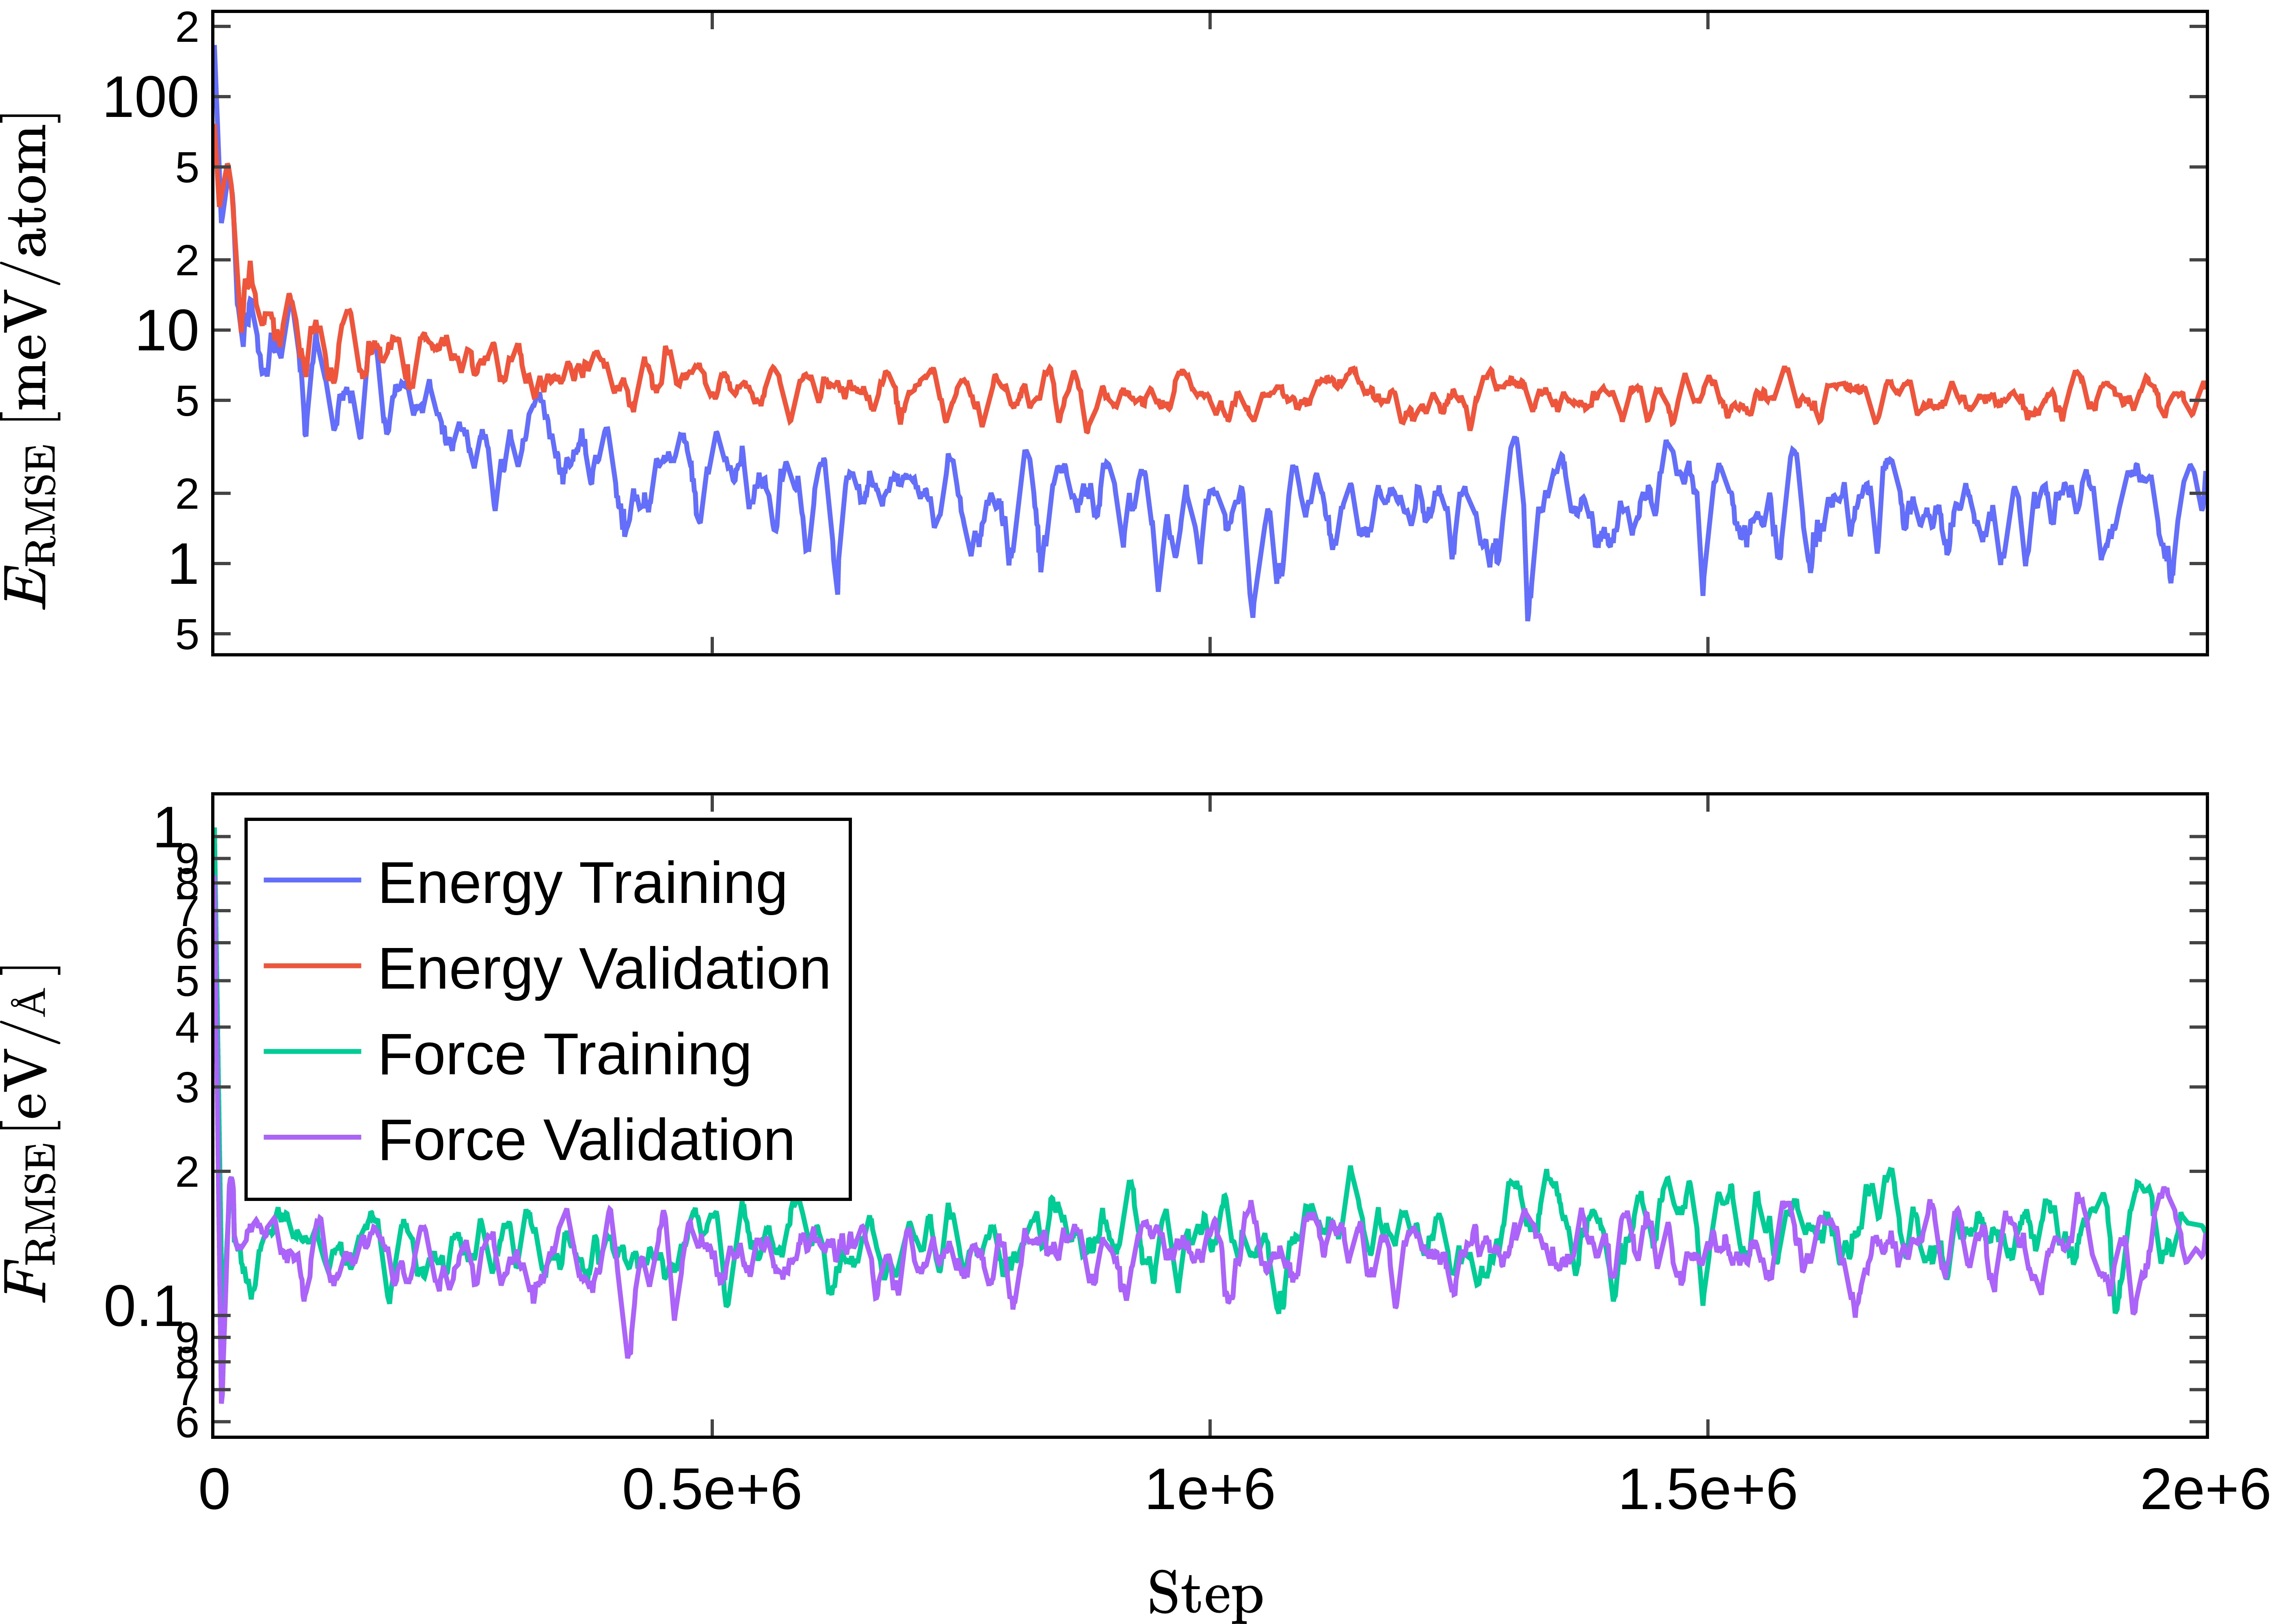 2
100
5
2
10
5
2
1
5
E_RMSE [meV/atom]
1
9
8
7
6
5
4
3
2
0.1
9
8
7
6
F_RMSE [eV/Å]
Energy Training
Energy Validation
Force Training
Force Validation
0 0.5e+6 1e+6 1.5e+6 2e+6
Step